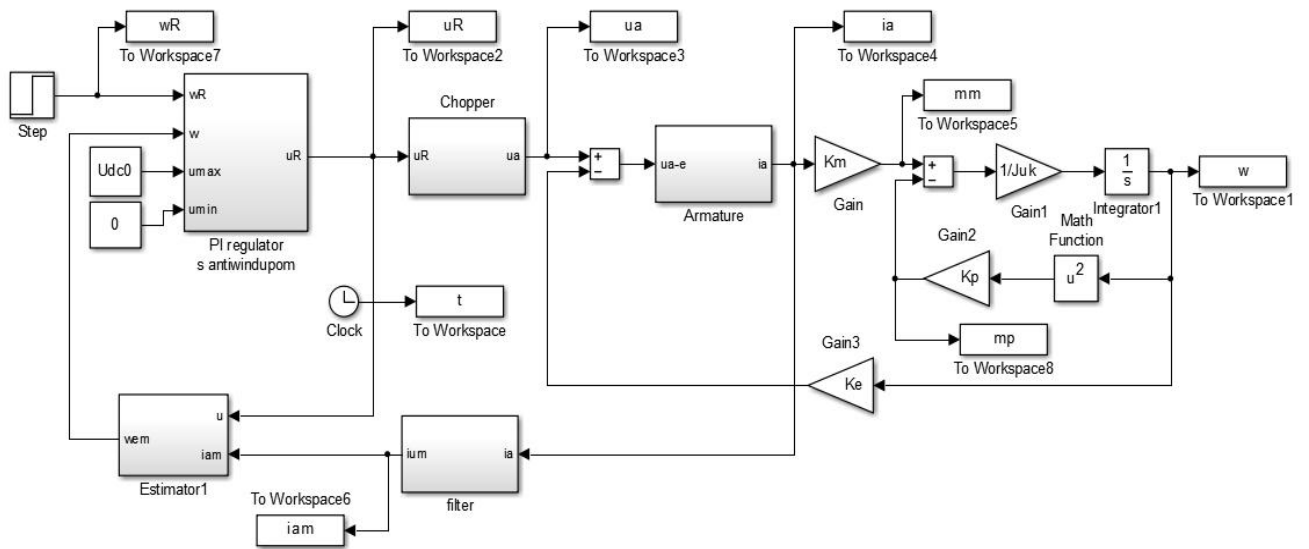 wR
To Workspace7
uR
To Workspace2
ua
To Workspace3
ia
To Workspace4
Step
wR
w
umax
umin
uR
PI regulator
s antiwindupom
Udc0
0
Chopper
uR
ua
+
−
ua-e
ia
Armature
Km
Gain
mm
To Workspace5
+
−
1/Juk
Gain1
1
s
Integrator1
w
To Workspace1
Math
Function
u²
Gain2
Kp
mp
To Workspace8
Gain3
Ke
Clock
t
To Workspace
wem
u
iam
Estimator1
ium
ia
filter
To Workspace6
iam